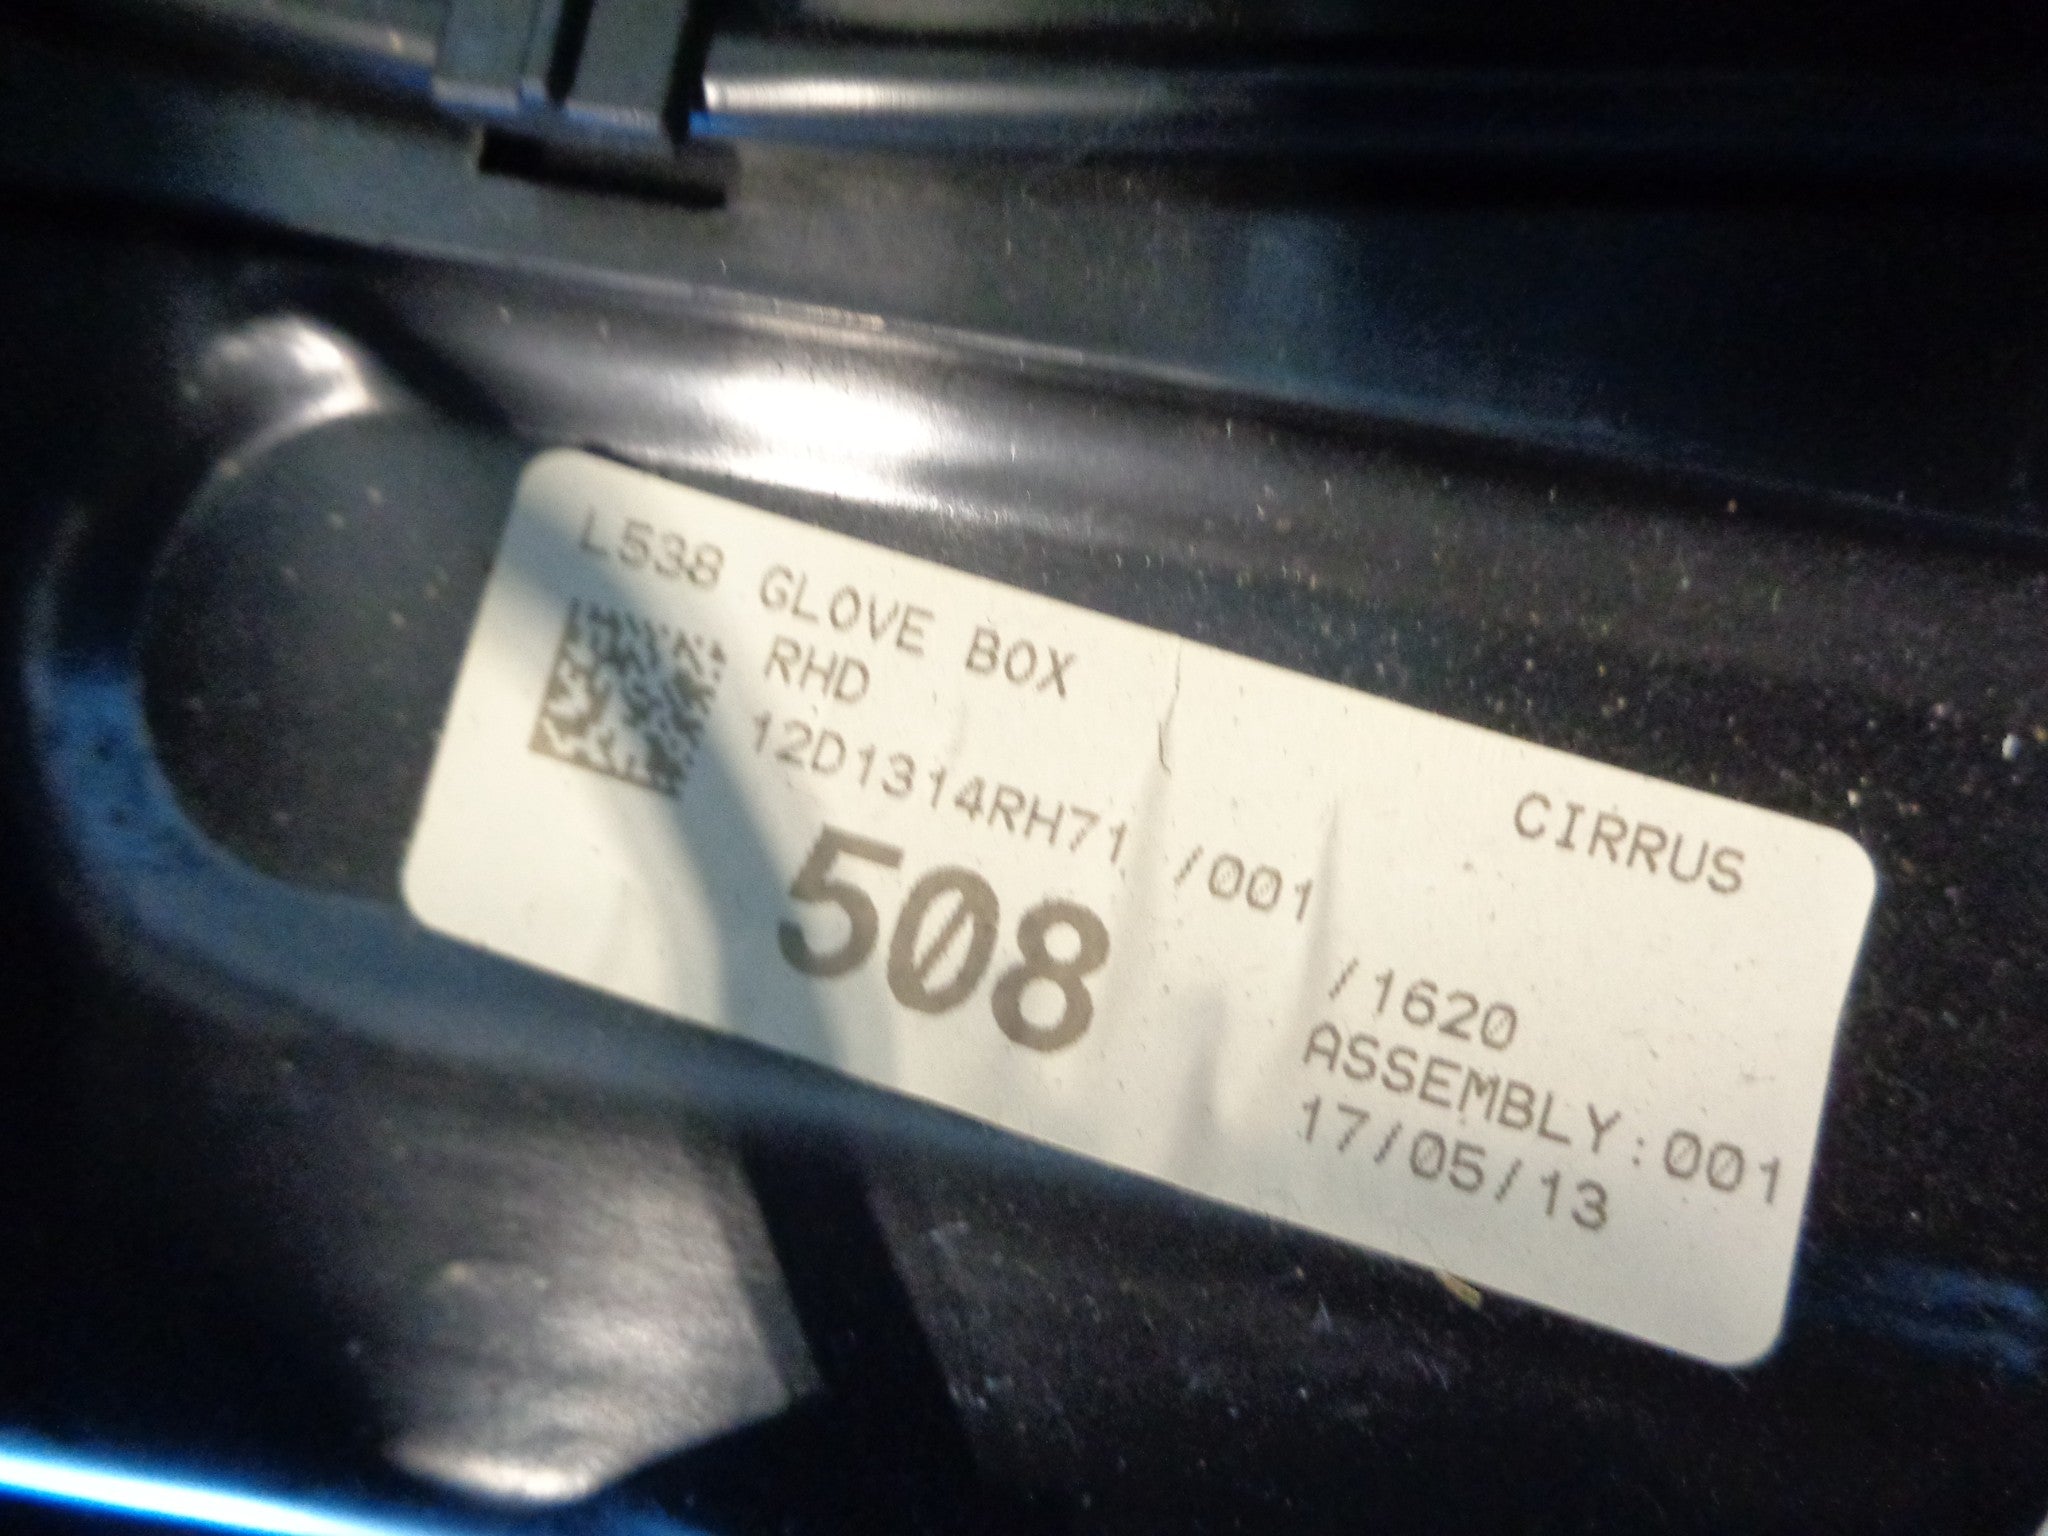 L538 GLOVE BOX
CIRRUS
RHD
12D1314RH71 /001 /1620
508
ASSEMBLY:001
17/05/13